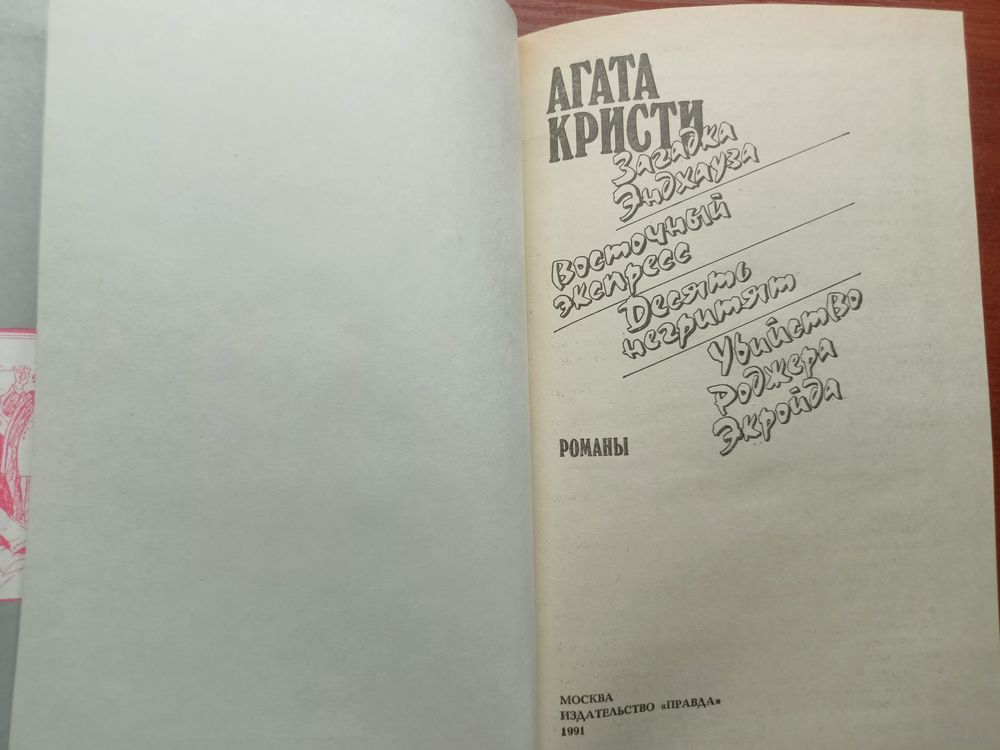 АГАТА
КРИСТИ
Загадка
Эндхауза
Восточный
экспресс
Десять
негритят
Убийство
Роджера
Экройда
РОМАНЫ
МОСКВА
ИЗДАТЕЛЬСТВО «ПРАВДА»
1991